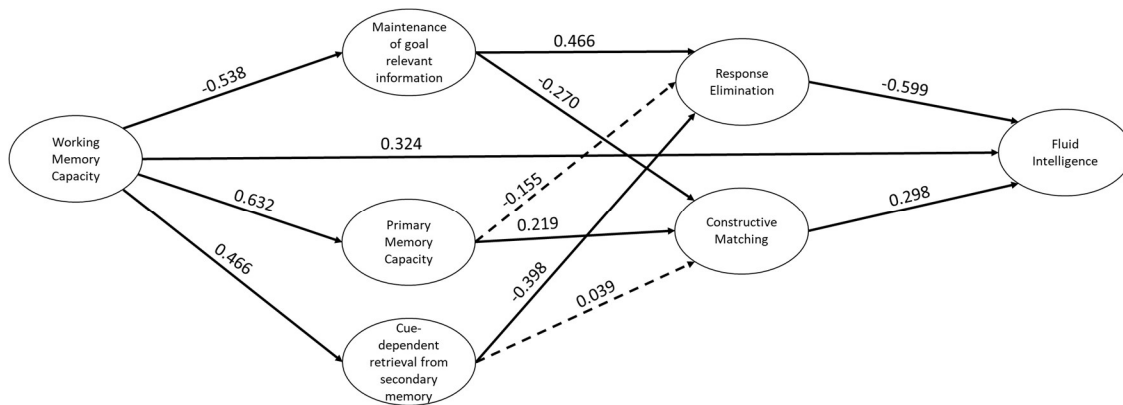 Maintenance
of goal
relevant
information
0.466
Response
Elimination
-0.538
-0.270
-0.599
Working
Memory
Capacity
0.324
Fluid
Intelligence
-0.155
0.632
0.298
Primary
Memory
Capacity
0.219
Constructive
Matching
0.466
-0.398
0.039
Cue-
dependent
retrieval from
secondary
memory